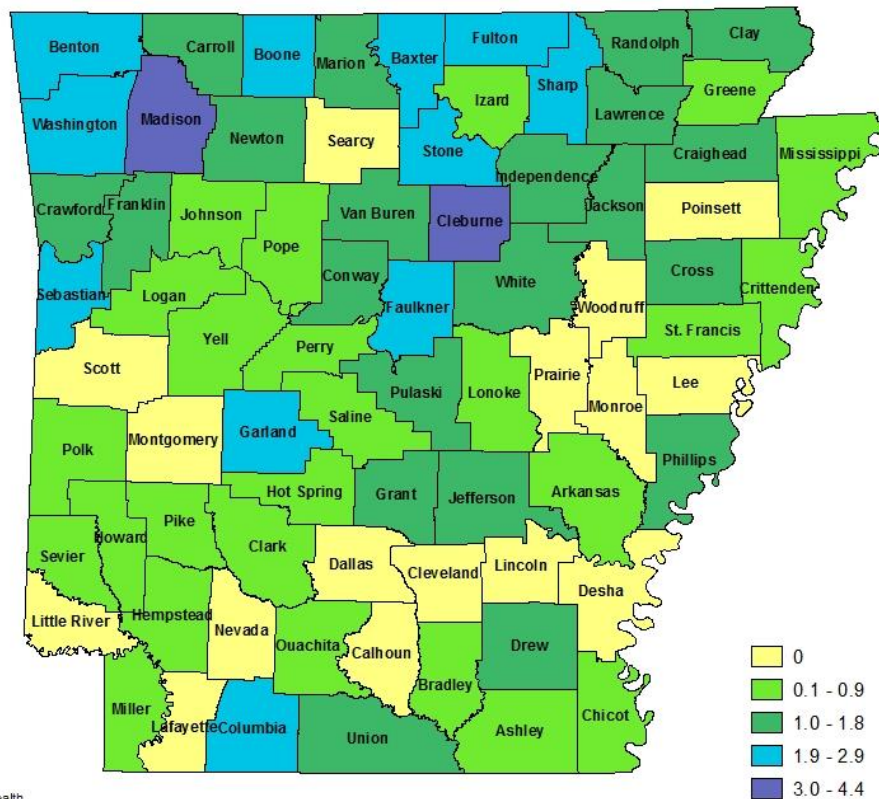 Benton
Carroll
Boone
Marion
Baxter
Fulton
Randolph
Clay
Izard
Sharp
Greene
Washington
Madison
Newton
Searcy
Stone
Lawrence
Independence
Craighead
Mississippi
Crawford
Franklin
Johnson
Pope
Van Buren
Cleburne
Jackson
Poinsett
Sebastian
Logan
Conway
Faulkner
White
Woodruff
Cross
Crittenden
Yell
Perry
St. Francis
Scott
Pulaski
Lonoke
Prairie
Monroe
Lee
Polk
Montgomery
Garland
Saline
Phillips
Hot Spring
Grant
Jefferson
Arkansas
Sevier
Howard
Pike
Clark
Dallas
Cleveland
Lincoln
Desha
Little River
Hempstead
Nevada
Ouachita
Calhoun
Bradley
Drew
Miller
Lafayette
Columbia
Union
Ashley
Chicot
0
0.1 - 0.9
1.0 - 1.8
1.9 - 2.9
3.0 - 4.4